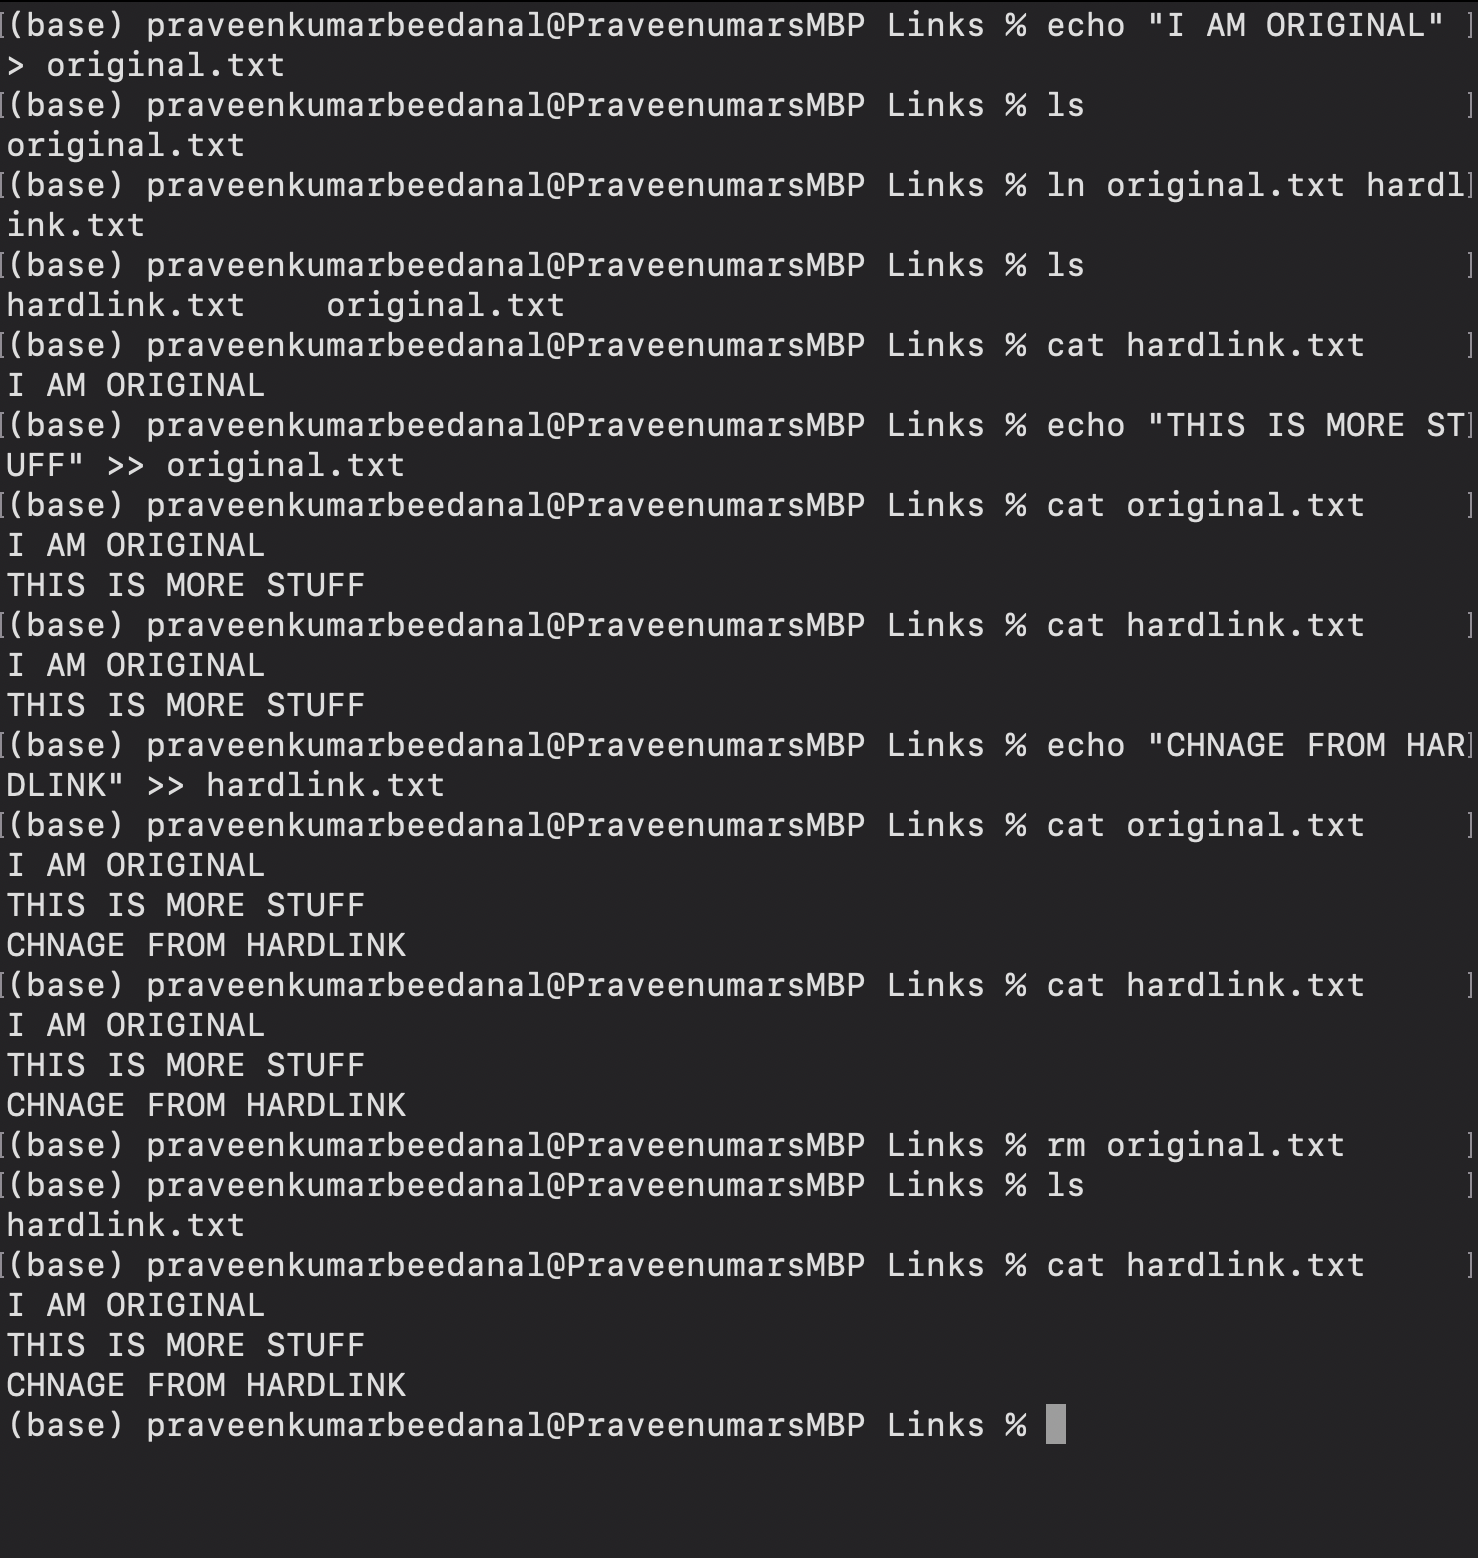 [(base) praveenkumarbeedanal@PraveenumarsMBP Links % echo "I AM ORIGINAL" ]
> original.txt
[(base) praveenkumarbeedanal@PraveenumarsMBP Links % ls ]
original.txt
[(base) praveenkumarbeedanal@PraveenumarsMBP Links % ln original.txt hardl]
ink.txt
[(base) praveenkumarbeedanal@PraveenumarsMBP Links % ls ]
hardlink.txt    original.txt
[(base) praveenkumarbeedanal@PraveenumarsMBP Links % cat hardlink.txt ]
I AM ORIGINAL
[(base) praveenkumarbeedanal@PraveenumarsMBP Links % echo "THIS IS MORE ST]
UFF" >> original.txt
[(base) praveenkumarbeedanal@PraveenumarsMBP Links % cat original.txt ]
I AM ORIGINAL
THIS IS MORE STUFF
[(base) praveenkumarbeedanal@PraveenumarsMBP Links % cat hardlink.txt ]
I AM ORIGINAL
THIS IS MORE STUFF
[(base) praveenkumarbeedanal@PraveenumarsMBP Links % echo "CHNAGE FROM HAR]
DLINK" >> hardlink.txt
[(base) praveenkumarbeedanal@PraveenumarsMBP Links % cat original.txt ]
I AM ORIGINAL
THIS IS MORE STUFF
CHNAGE FROM HARDLINK
[(base) praveenkumarbeedanal@PraveenumarsMBP Links % cat hardlink.txt ]
I AM ORIGINAL
THIS IS MORE STUFF
CHNAGE FROM HARDLINK
[(base) praveenkumarbeedanal@PraveenumarsMBP Links % rm original.txt ]
[(base) praveenkumarbeedanal@PraveenumarsMBP Links % ls ]
hardlink.txt
[(base) praveenkumarbeedanal@PraveenumarsMBP Links % cat hardlink.txt ]
I AM ORIGINAL
THIS IS MORE STUFF
CHNAGE FROM HARDLINK
(base) praveenkumarbeedanal@PraveenumarsMBP Links %